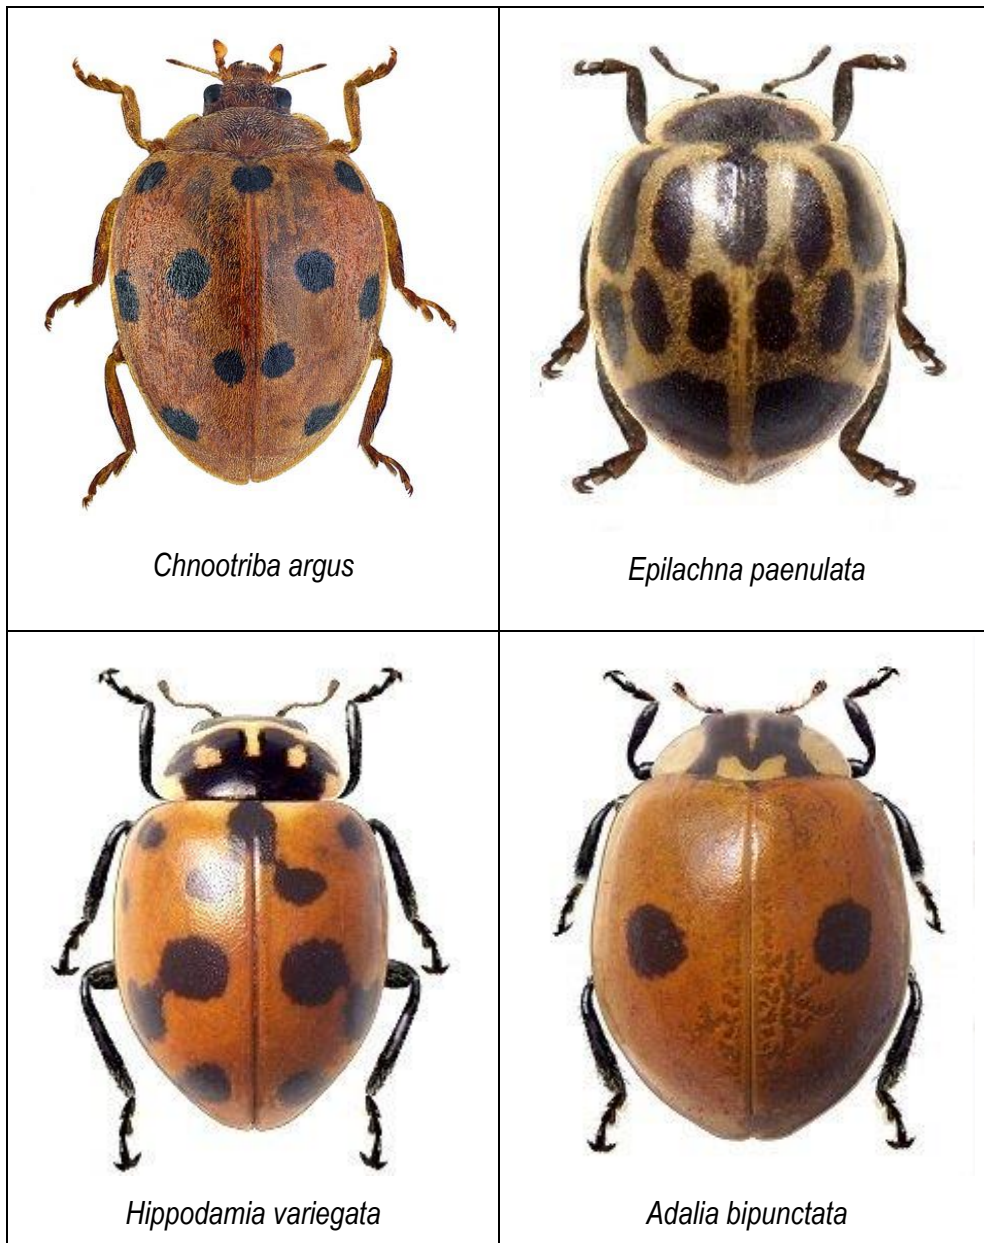 Chnootriba argus
Epilachna paenulata
Hippodamia variegata
Adalia bipunctata